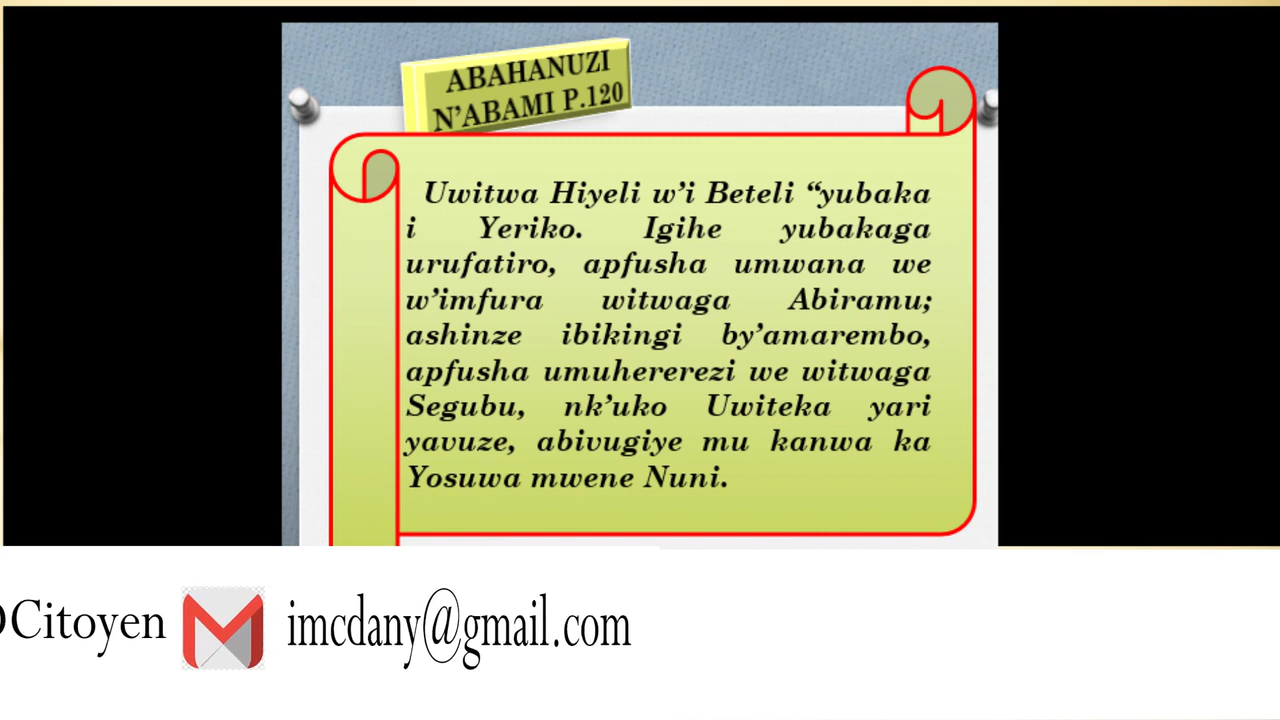 ABAHANUZI
N'ABAMI P.120
Uwitwa Hiyeli w'i Beteli “yubaka
i Yeriko. Igihe yubakaga
urufatiro, apfusha umwana we
w'imfura witwaga Abiramu;
ashinze ibikingi by'amarembo,
apfusha umuhererezi we witwaga
Segubu, nk'uko Uwiteka yari
yavuze, abivugiye mu kanwa ka
Yosuwa mwene Nuni.
Citoyen imcdany@gmail.com